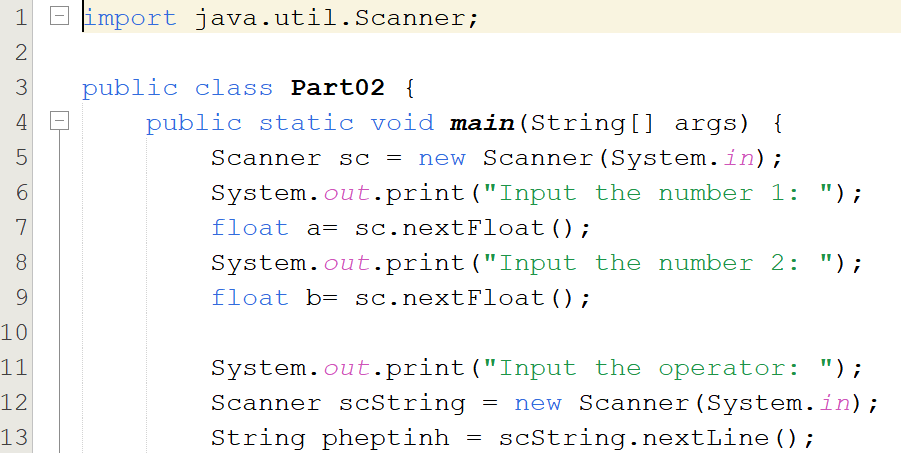 1 import java.util.Scanner;
2
3 public class Part02 {
4 public static void main(String[] args) {
5 Scanner sc = new Scanner(System.in);
6 System.out.print("Input the number 1: ");
7 float a= sc.nextFloat();
8 System.out.print("Input the number 2: ");
9 float b= sc.nextFloat();
10
11 System.out.print("Input the operator: ");
12 Scanner scString = new Scanner(System.in);
13 String pheptinh = scString.nextLine();